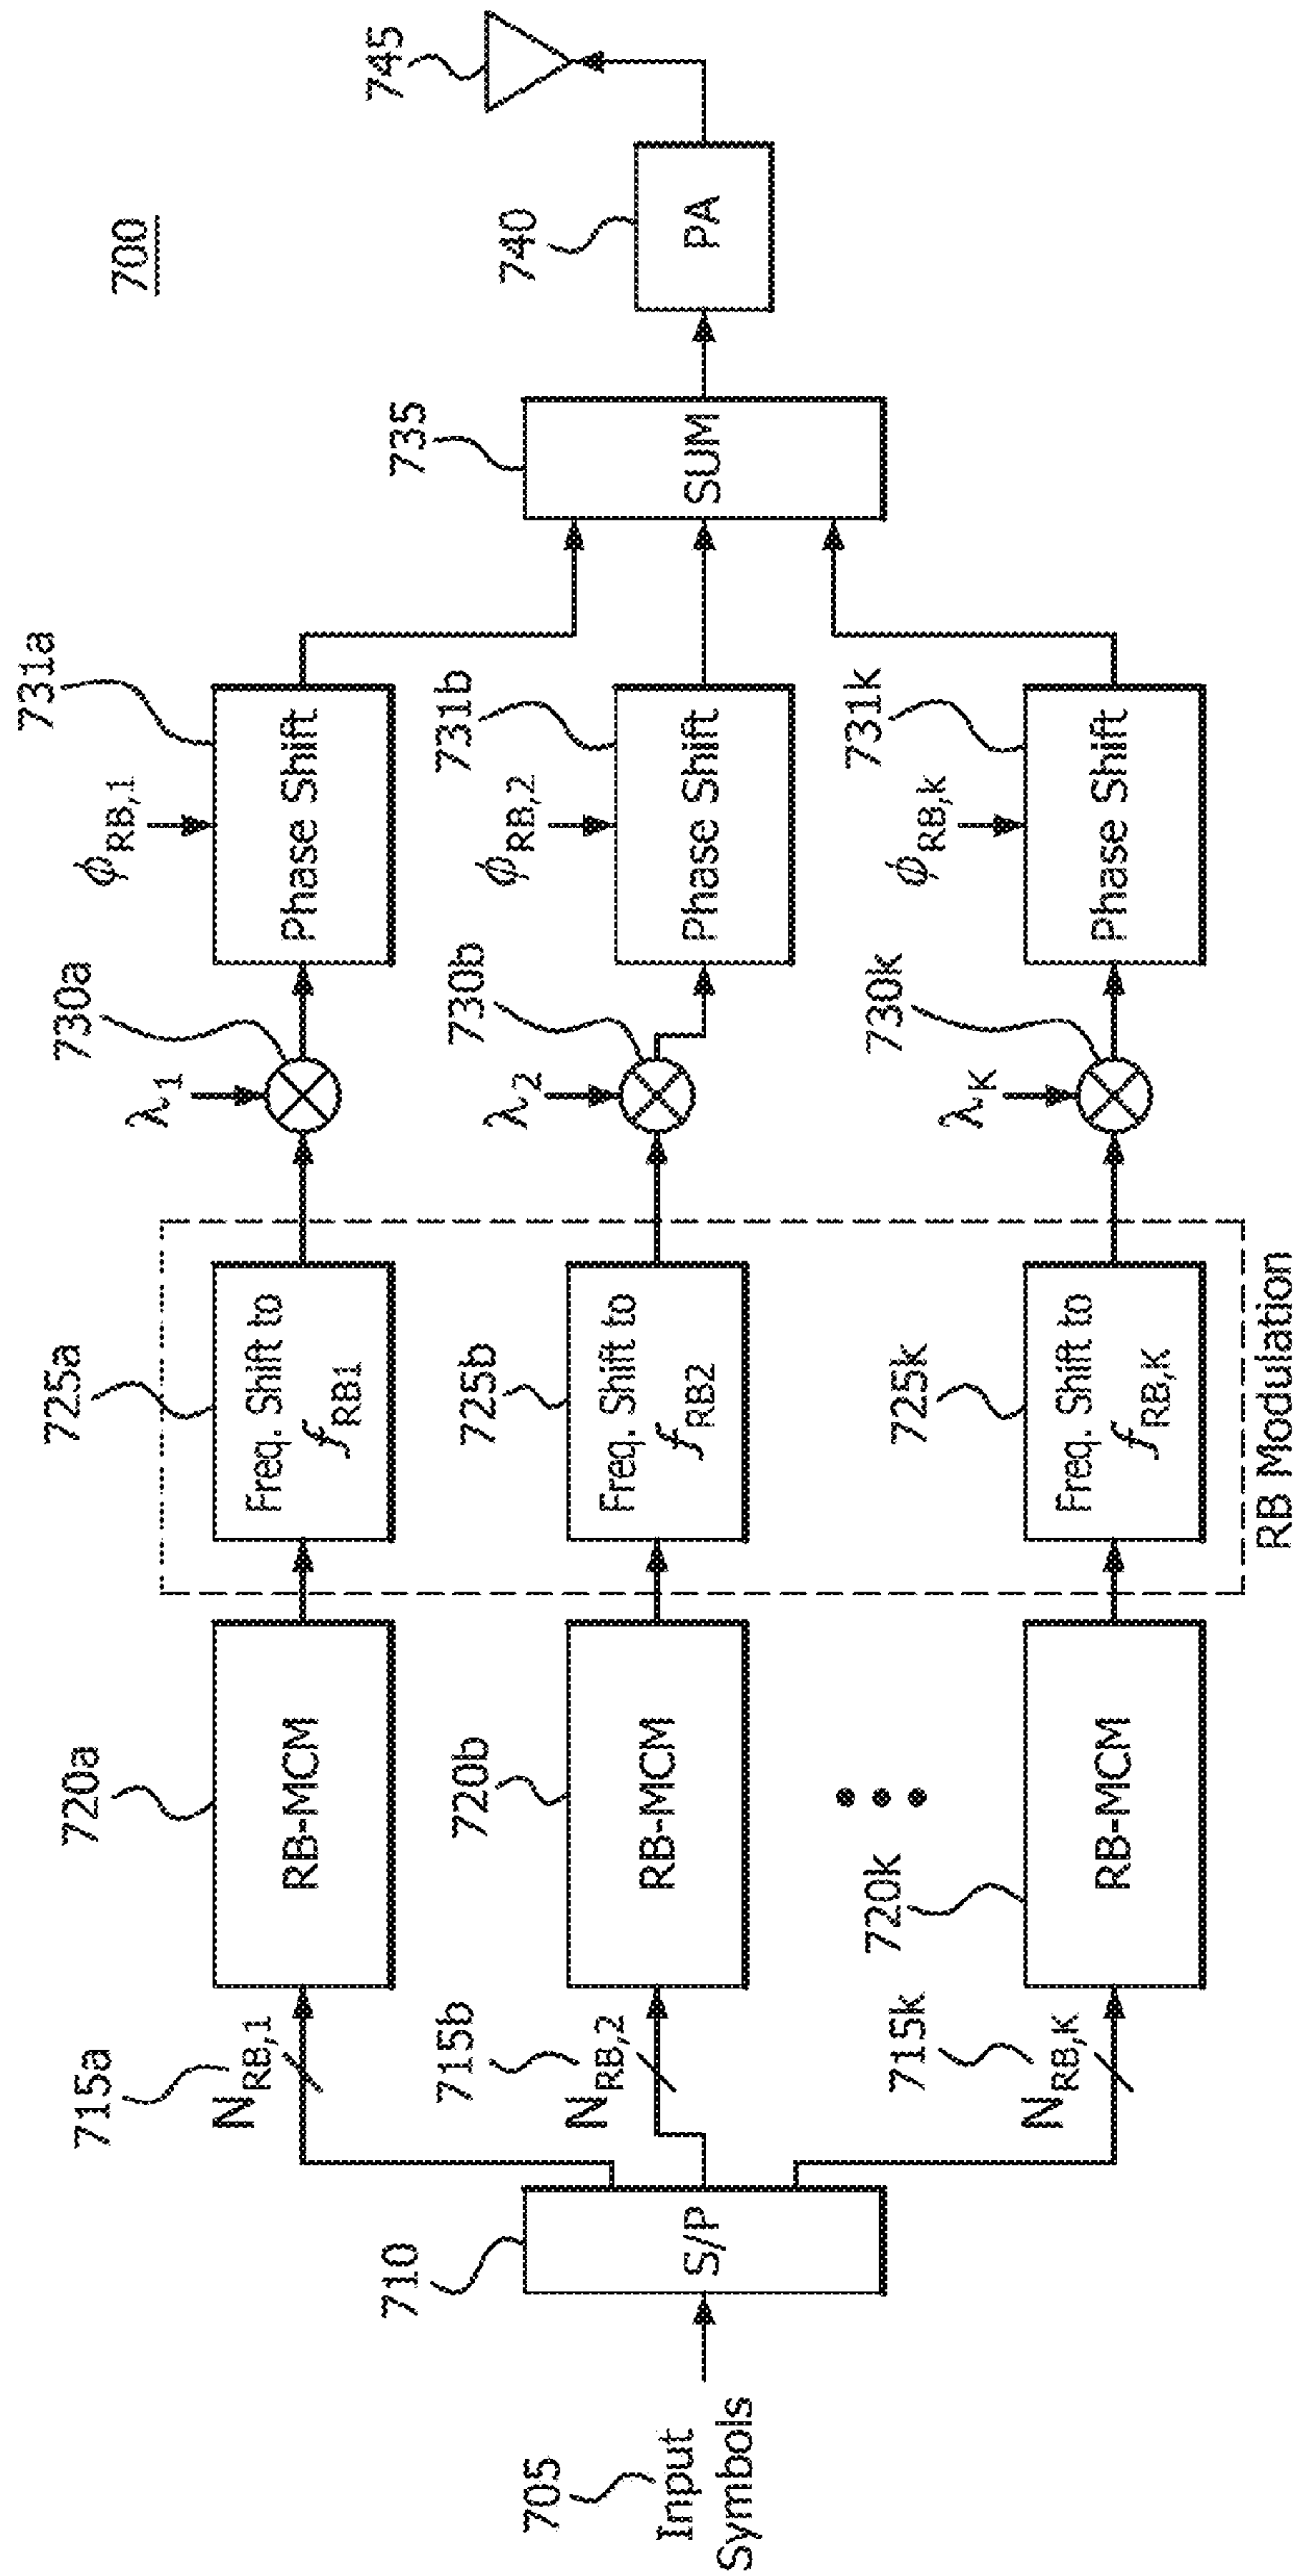 700
705
Input
Symbols
710
S/P
715a
N_RB,1
720a
RB-MCM
725a
Freq. Shift to
f_RB1
λ_1
730a
ϕ_RB,1
731a
Phase Shift
715b
N_RB,2
720b
RB-MCM
725b
Freq. Shift to
f_RB2
λ_2
730b
ϕ_RB,2
731b
Phase Shift
715k
N_RB,K
720k
RB-MCM
725k
Freq. Shift to
f_RB,K
λ_K
730k
ϕ_RB,k
731k
Phase Shift
RB Modulation
735
SUM
740
PA
745